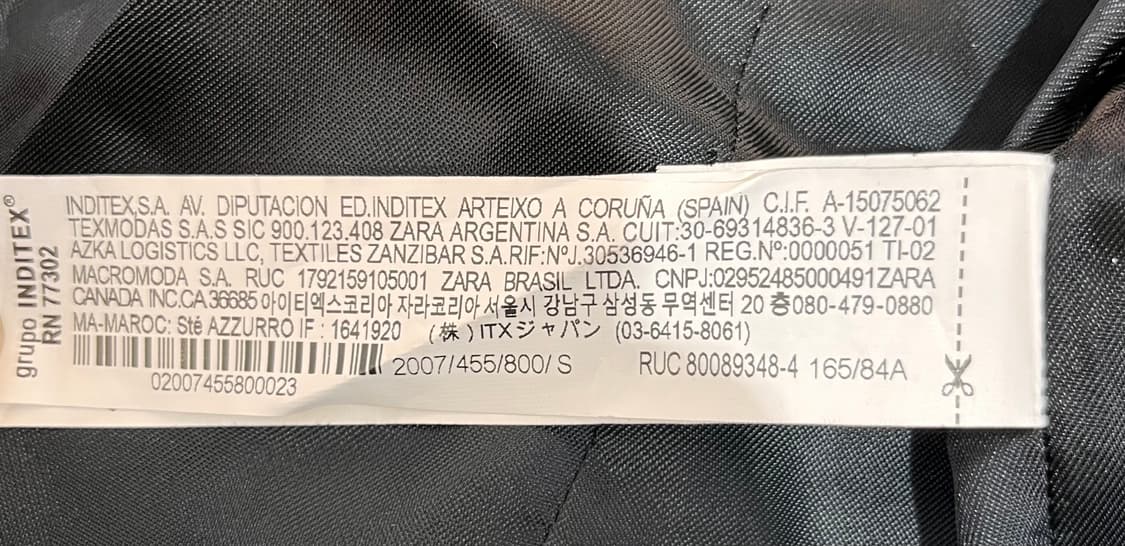 grupo INDITEX®
RN 77302
INDITEX,S.A. AV. DIPUTACION ED.INDITEX ARTEIXO A CORUÑA (SPAIN) C.I.F. A-15075062
TEXMODAS S.A.S SIC 900.123.408 ZARA ARGENTINA S.A. CUIT:30-69314836-3 V-127-01
AZKA LOGISTICS LLC, TEXTILES ZANZIBAR S.A.RIF:NºJ.30536946-1 REG.Nº:0000051 TI-02
MACROMODA S.A. RUC 1792159105001 ZARA BRASIL LTDA. CNPJ:02952485000491ZARA
CANADA INC.CA36685 아이티엑스코리아 자라코리아 서울시 강남구 삼성동 무역센터 20 층080-479-0880
MA-MAROC: Sté AZZURRO IF : 1641920 (株)ITXジャパン (03-6415-8061)
2007/455/800/ S RUC 80089348-4 165/84A
02007455800023